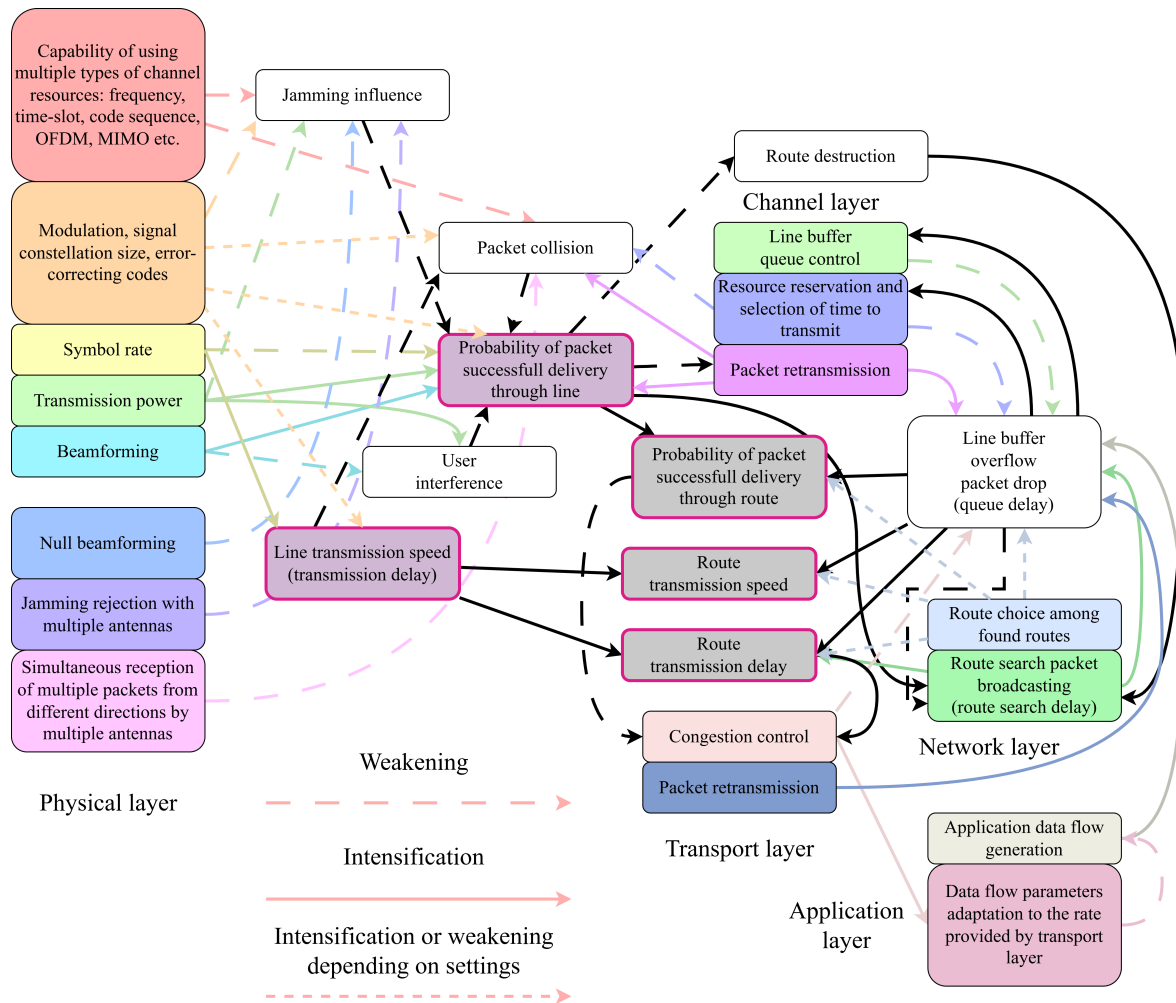 Capability of using
multiple types of channel
resources: frequency,
time-slot, code sequence,
OFDM, MIMO etc.
Modulation, signal
constellation size, error-
correcting codes
Symbol rate
Transmission power
Beamforming
Null beamforming
Jamming rejection with
multiple antennas
Simultaneous reception
of multiple packets from
different directions by
multiple antennas
Physical layer
Jamming influence
Packet collision
Probability of packet
successfull delivery
through line
User
interference
Line transmission speed
(transmission delay)
Route destruction
Channel layer
Line buffer
queue control
Resource reservation and
selection of time to
transmit
Packet retransmission
Probability of packet
successfull delivery
through route
Route
transmission speed
Route
transmission delay
Line buffer
overflow
packet drop
(queue delay)
Route choice among
found routes
Route search packet
broadcasting
(route search delay)
Network layer
Congestion control
Packet retransmission
Transport layer
Application data flow
generation
Data flow parameters
adaptation to the rate
provided by transport
layer
Application
layer
Weakening
Intensification
Intensification or weakening
depending on settings